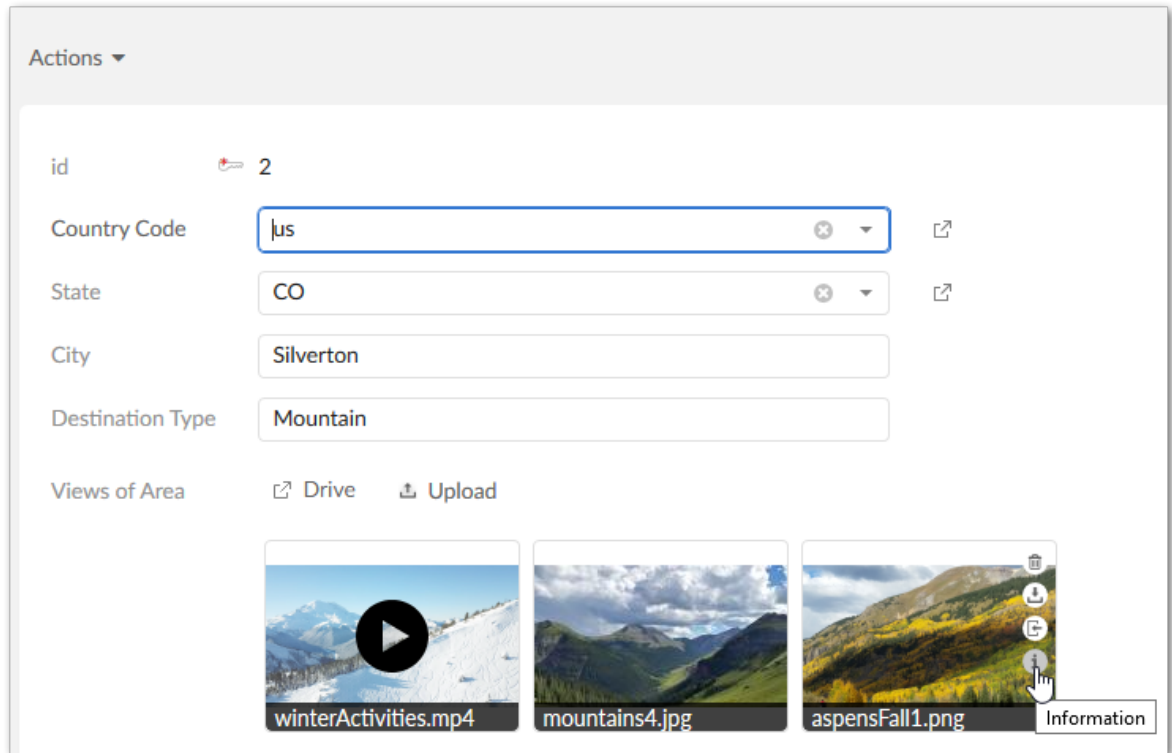 Actions
id 2
Country Code us
State CO
City Silverton
Destination Type Mountain
Views of Area Drive Upload
winterActivities.mp4 mountains4.jpg aspensFall1.png Information